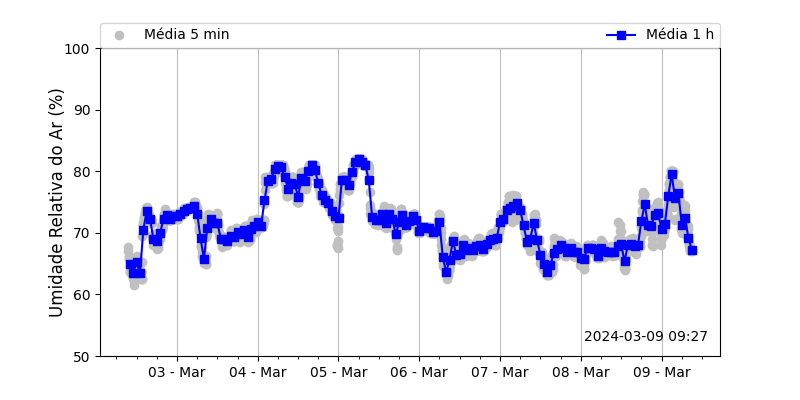 Média 5 min
Média 1 h
Umidade Relativa do Ar (%)
100
90
80
70
60
50
2024-03-09 09:27
03 - Mar
04 - Mar
05 - Mar
06 - Mar
07 - Mar
08 - Mar
09 - Mar